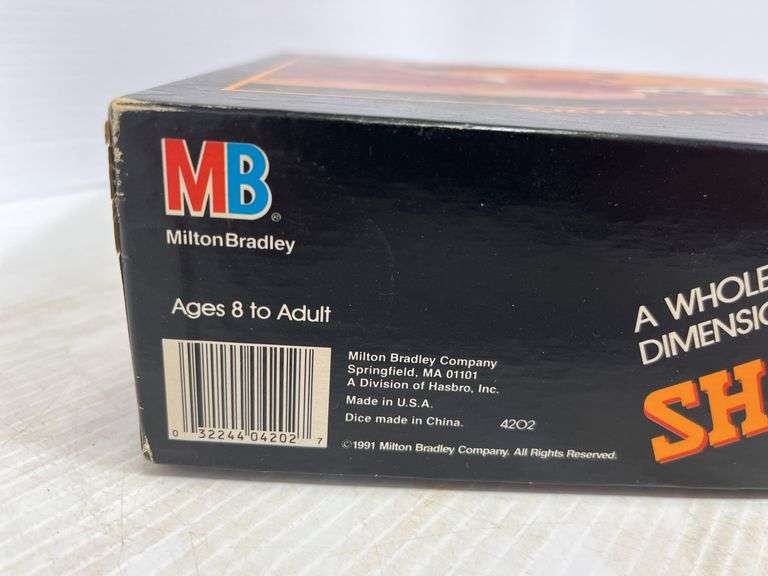 MB®
Milton Bradley
Ages 8 to Adult
0 32244 04202 7
Milton Bradley Company
Springfield, MA 01101
A Division of Hasbro, Inc.
Made in U.S.A.
Dice made in China. 4202
©1991 Milton Bradley Company. All Rights Reserved.
A WHOLE
DIMENSIO
SH